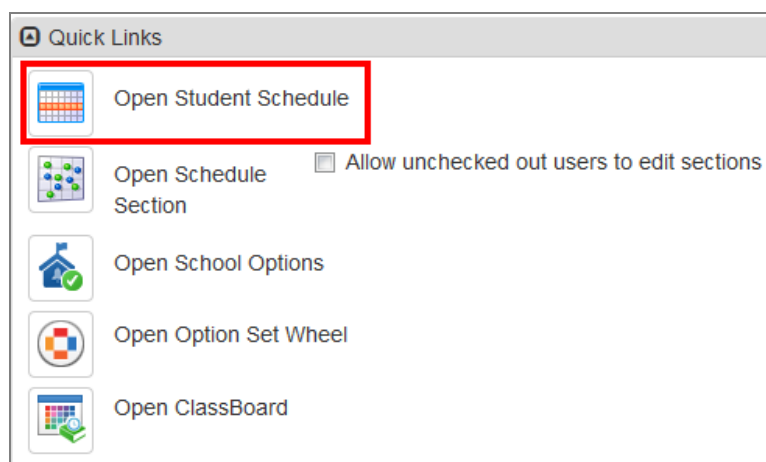 Quick Links
Open Student Schedule
Open Schedule
Section
Allow unchecked out users to edit sections
Open School Options
Open Option Set Wheel
Open ClassBoard